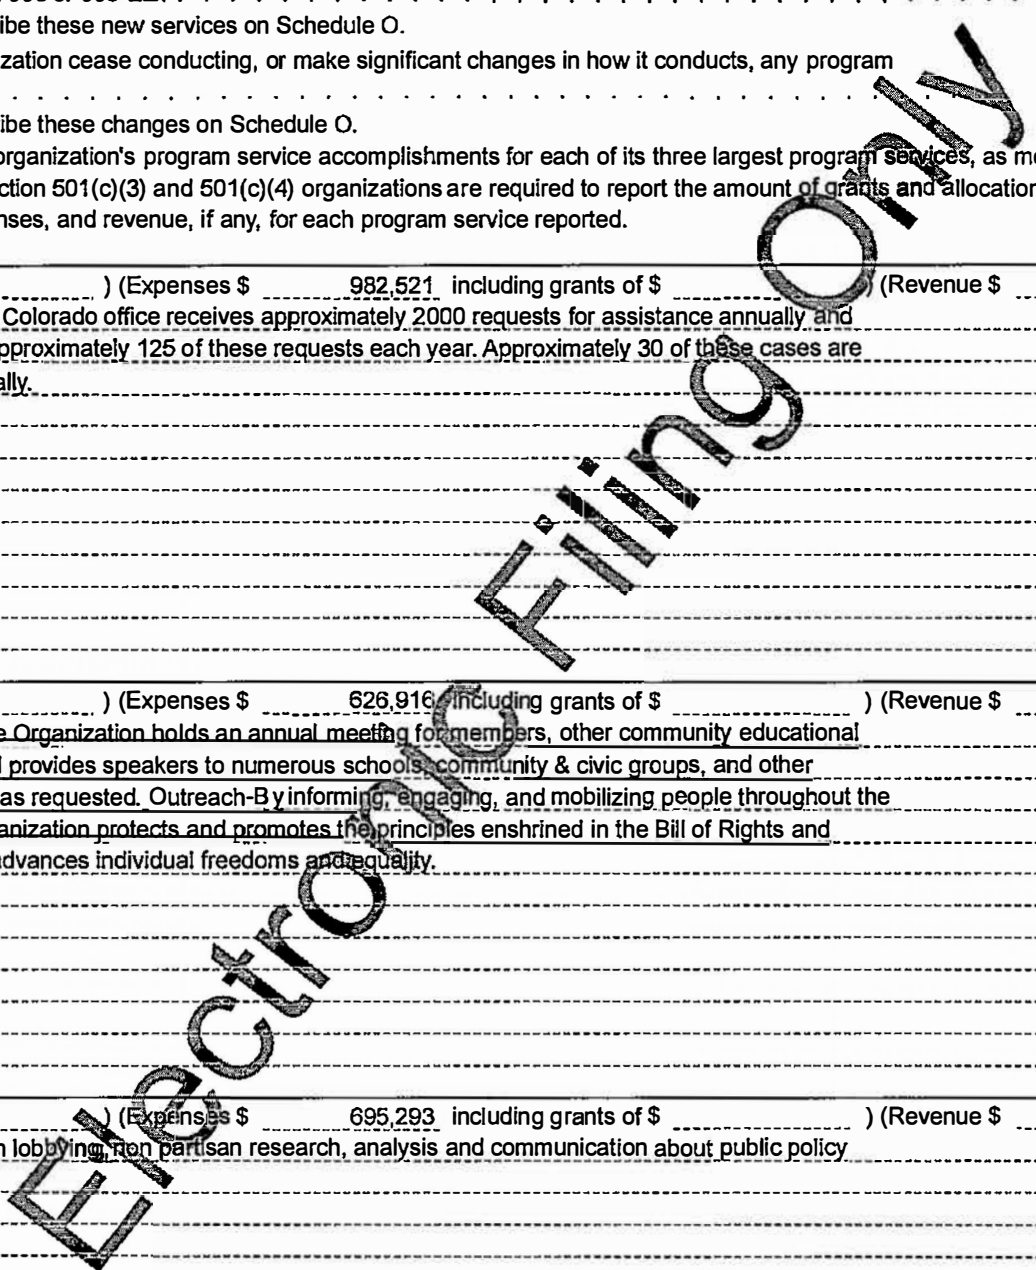 ibe these new services on Schedule O.
zation cease conducting, or make significant changes in how it conducts, any program
ibe these changes on Schedule O.
organization's program service accomplishments for each of its three largest program services, as
ction 501(c)(3) and 501(c)(4) organizations are required to report the amount of grants and allocation
nses, and revenue, if any, for each program service reported.
) (Expenses $ 982,521 including grants of $ ) (Revenue $
Colorado office receives approximately 2000 requests for assistance annually and
pproximately 125 of these requests each year. Approximately 30 of these cases are
ally.
) (Expenses $ 626,916 including grants of $ ) (Revenue $
e Organization holds an annual meeting for members, other community educational
d provides speakers to numerous schools, community & civic groups, and other
as requested. Outreach-By informing, engaging, and mobilizing people throughout the
anization protects and promotes the principles enshrined in the Bill of Rights and
advances individual freedoms and equality.
) (Expenses $ 695,293 including grants of $ ) (Revenue $
n lobbying, non partisan research, analysis and communication about public policy
Electronic Filing Only